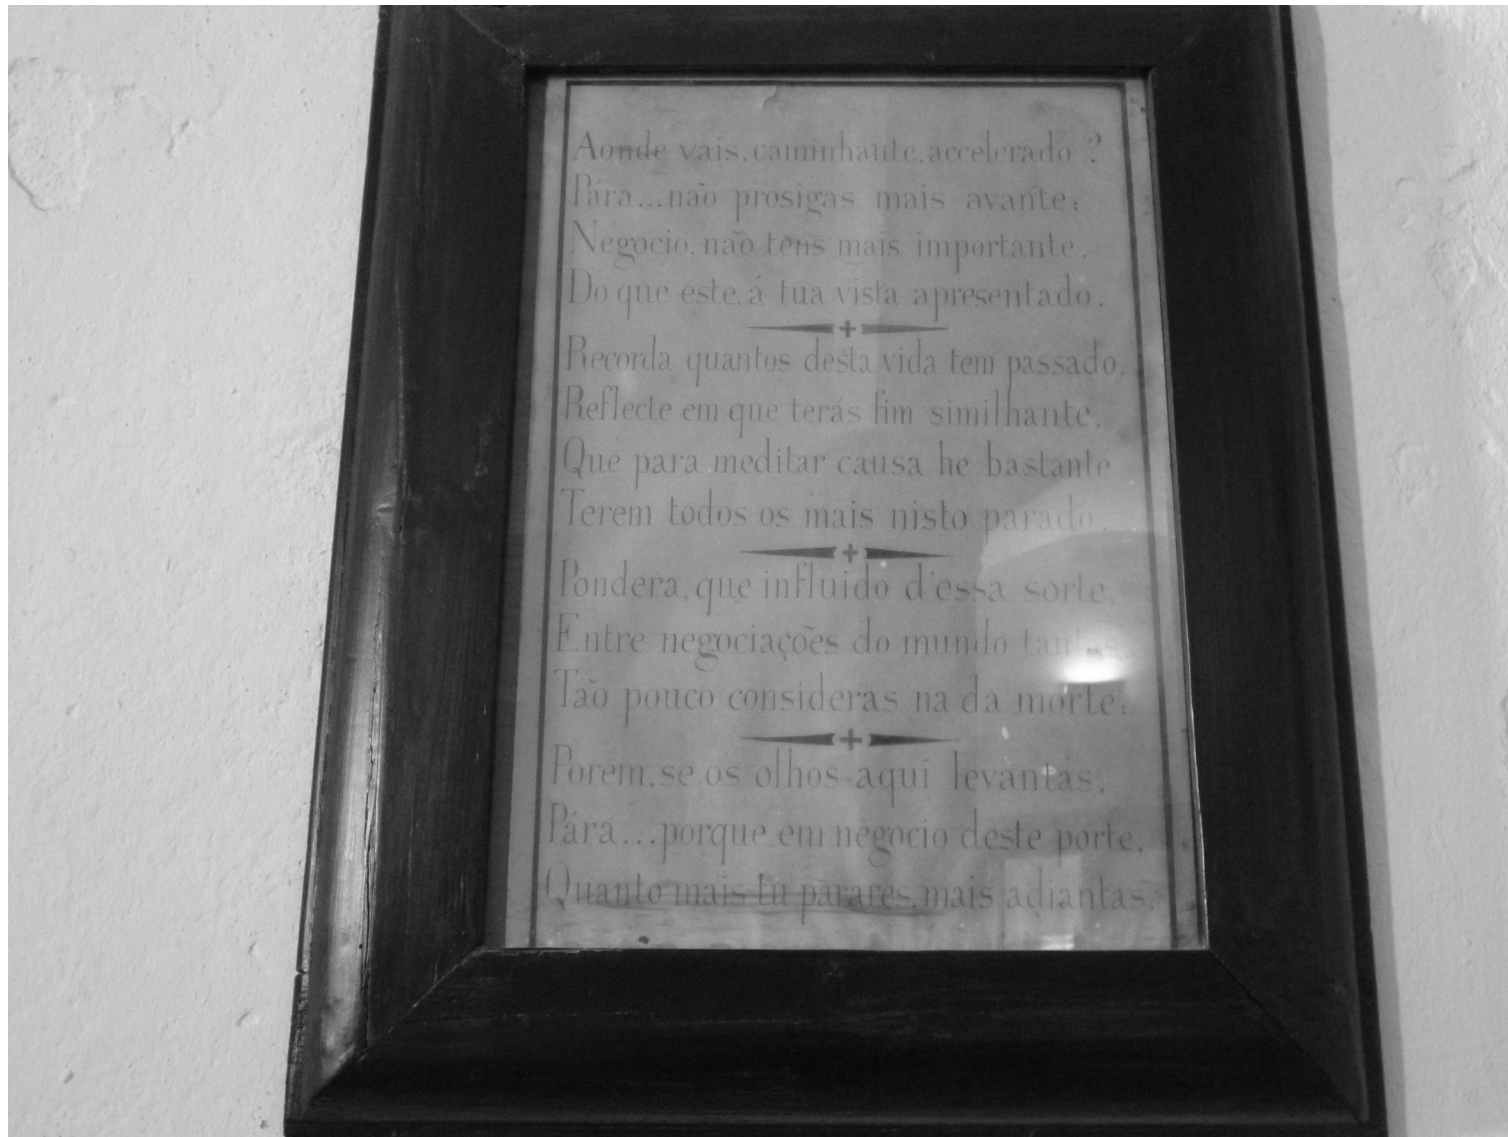 Aonde vais, caminhante, accelerado ?
Pára...não prosigas mais avante:
Negocio, não tens mais importante,
Do que este, á tua vista apresentado.
Recorda quantos desta vida tem passado,
Reflecte em que terás fim similhante,
Que para meditar causa he bastante
Terem todos os mais nisto parado.
Pondera, que influido d'essa sorte,
Entre negociações do mundo tantas,
Tão pouco consideras na da morte:
Porem, se os olhos aqui levantas,
Pára...porque em negocio deste porte,
Quanto mais tu parares, mais adiantas.